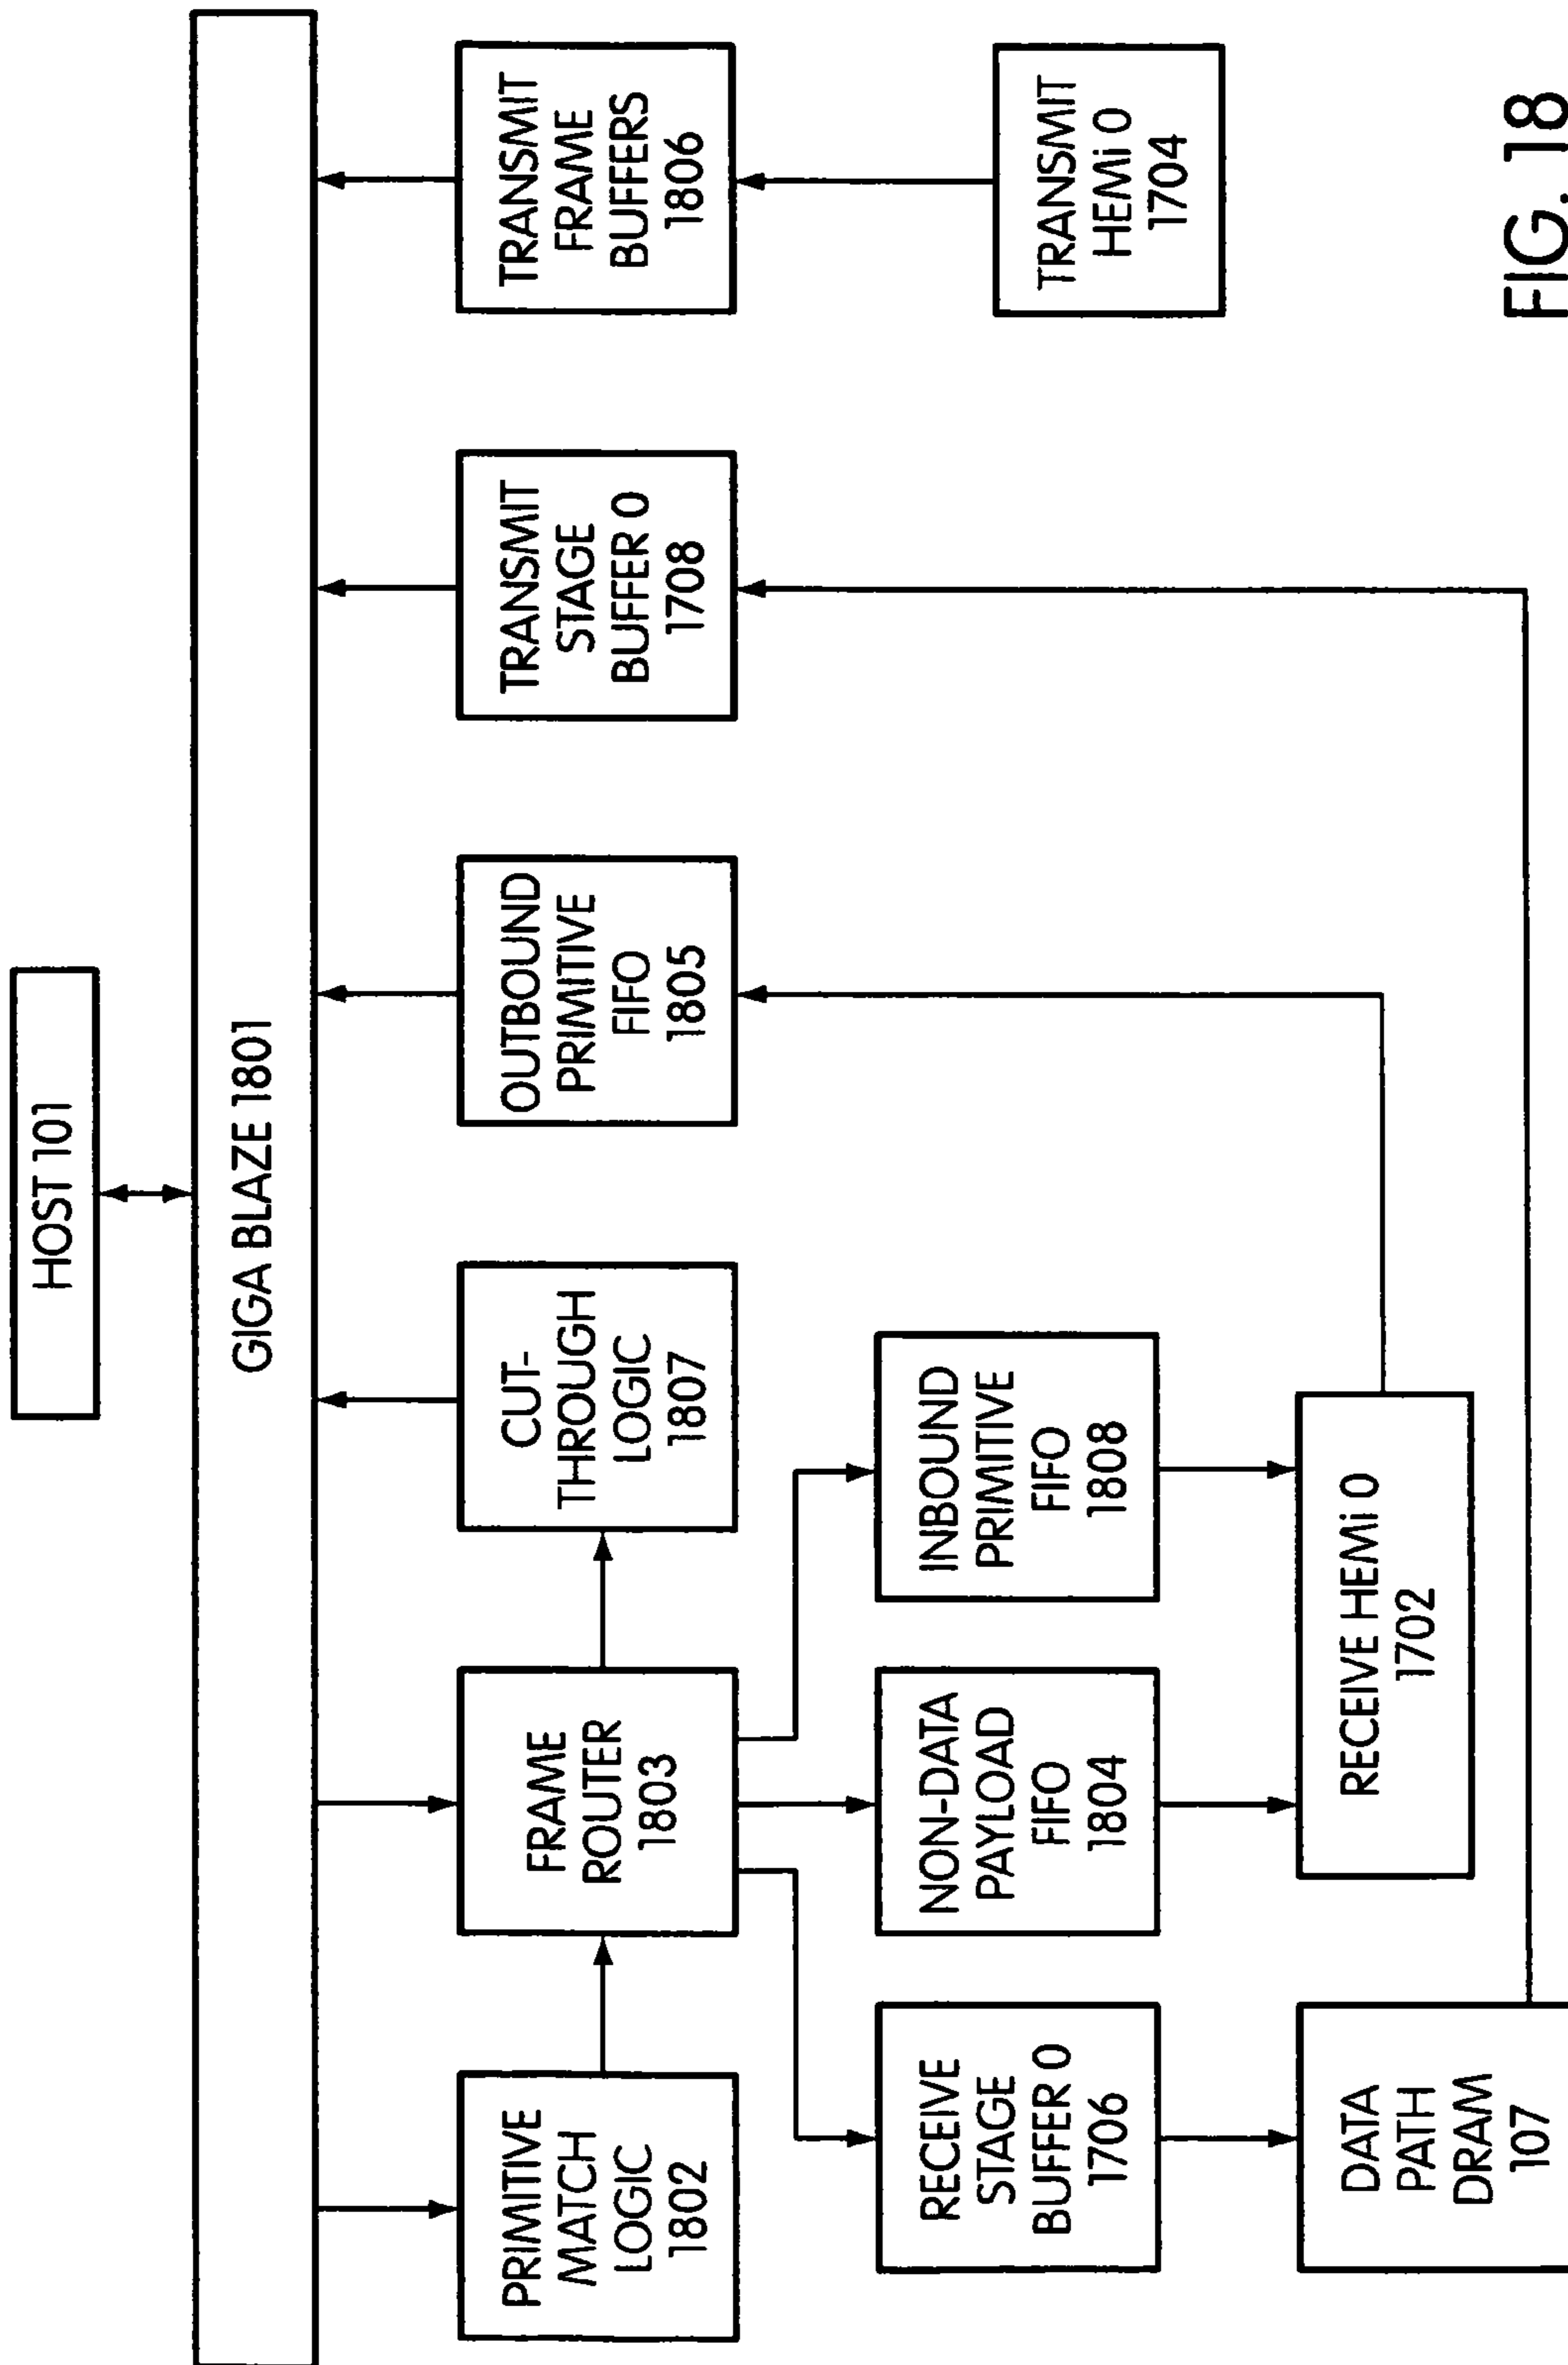 HOST 101
GIGA BLAZE 1801
PRIMITIVE
MATCH
LOGIC
1802
FRAME
ROUTER
1803
CUT-
THROUGH
LOGIC
1807
OUTBOUND
PRIMITIVE
FIFO
1805
TRANSMIT
STAGE
BUFFER 0
1708
TRANSMIT
FRAME
BUFFERS
1806
RECEIVE
STAGE
BUFFER 0
1706
NON-DATA
PAYLOAD
FIFO
1804
INBOUND
PRIMITIVE
FIFO
1808
TRANSMIT
HEMi 0
1704
DATA
PATH
DRAM
107
RECEIVE HEMi 0
1702
FIG. 18